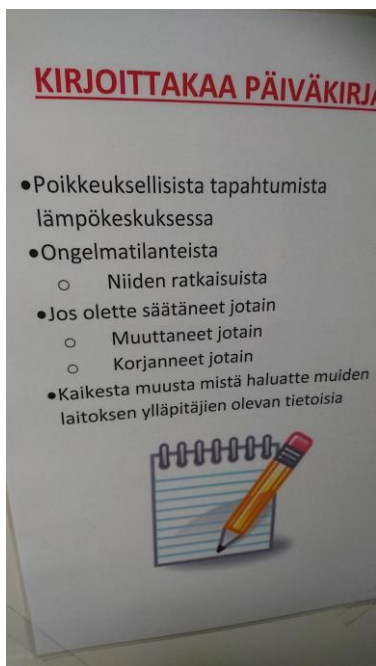 KIRJOITTAKAA PÄIVÄKIRJA
•Poikkeuksellisista tapahtumista
lämpökeskuksessa
•Ongelmatilanteista
o Niiden ratkaisuista
•Jos olette säätäneet jotain
o Muuttaneet jotain
o Korjanneet jotain
•Kaikesta muusta mistä haluatte muiden
laitoksen ylläpitäjien olevan tietoisia